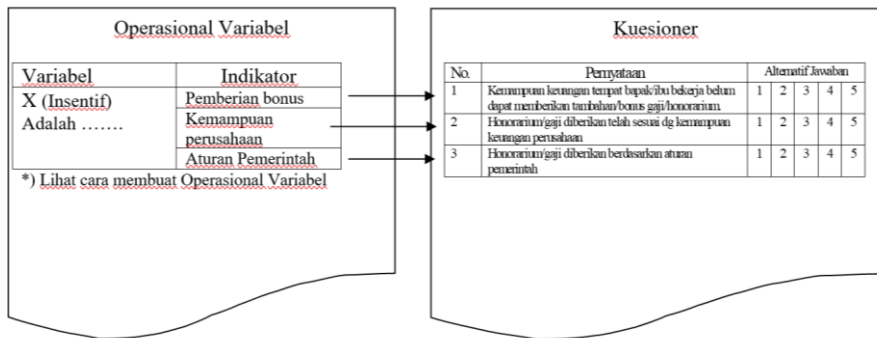 Operasional Variabel
Variabel Indikator
X (Insentif)
Adalah …….
Pemberian bonus
Kemampuan
perusahaan
Aturan Pemerintah
*) Lihat cara membuat Operasional Variabel
Kuesioner
No. Pernyataan Alternatif Jawaban
1 Kemampuan keuangan tempat bapak/ibu bekerja belum 1 2 3 4 5
dapat memberikan tambahan/bonus gaji/honorarium.
2 Honorarium/gaji diberikan telah sesuai dg kemampuan 1 2 3 4 5
keuangan perusahaan
3 Honorarium/gaji diberikan berdasarkan aturan 1 2 3 4 5
pemerintah